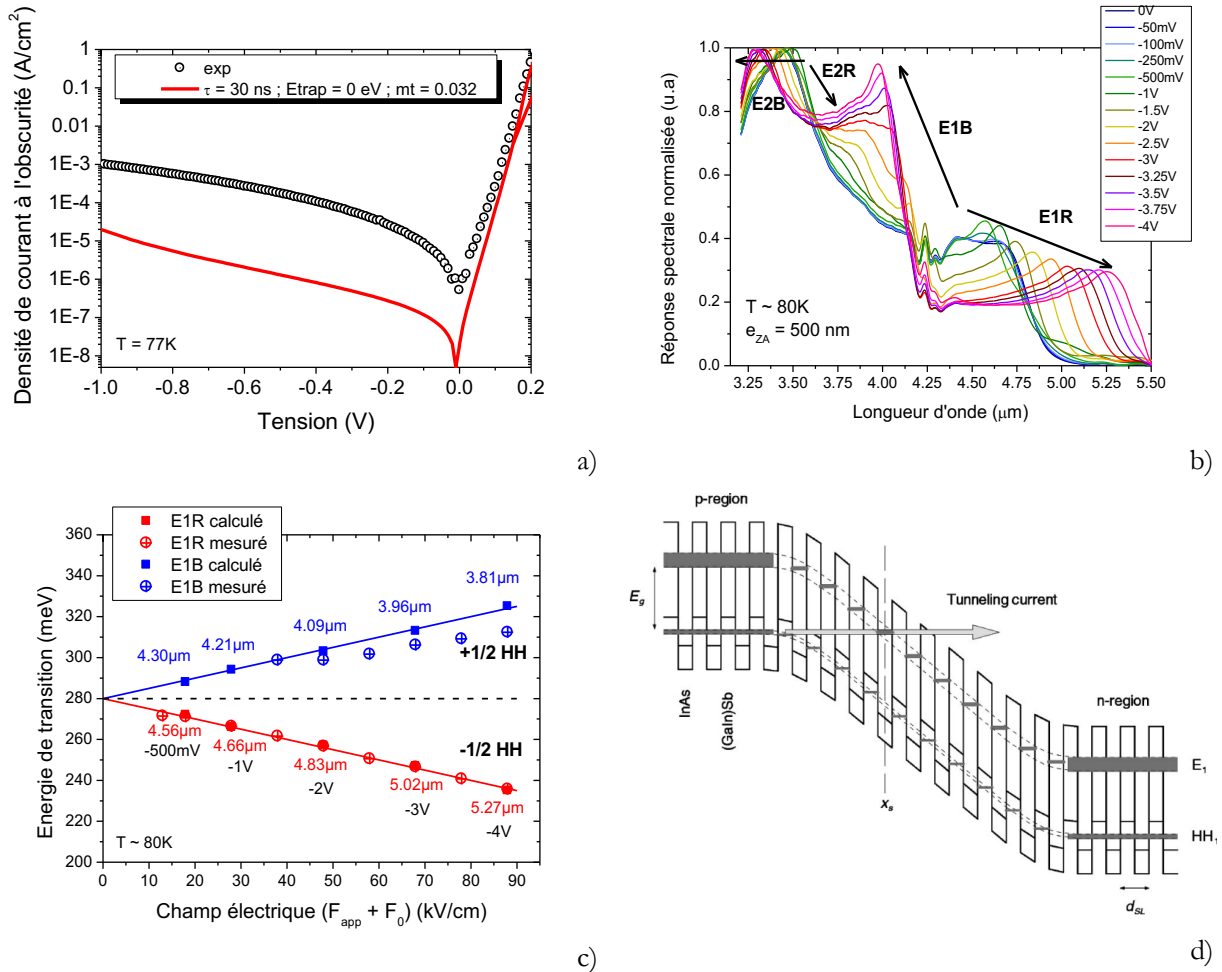 Densité de courant à l'obscurité (A/cm²)
1
0.1
0.01
1E-3
1E-4
1E-5
1E-6
1E-7
1E-8
exp
τ = 30 ns ; Etrap = 0 eV ; mt = 0.032
T = 77K
-1.0 -0.8 -0.6 -0.4 -0.2 0.0 0.2
Tension (V)
a)
Réponse spectrale normalisée (u.a)
1.0
0.8
0.6
0.4
0.2
0.0
E2R
E2B
E1B
E1R
0V
-50mV
-100mV
-250mV
-500mV
-1V
-1.5V
-2V
-2.5V
-3V
-3.25V
-3.5V
-3.75V
-4V
T ~ 80K
e_ZA = 500 nm
3.25 3.50 3.75 4.00 4.25 4.50 4.75 5.00 5.25 5.50
Longueur d'onde (μm)
b)
E1R calculé
E1R mesuré
E1B calculé
E1B mesuré
Energie de transition (meV)
360
340
320
300
280
260
240
220
200
4.30μm
4.21μm
4.09μm
3.96μm
3.81μm
+1/2 HH
-1/2 HH
4.56μm
4.66μm
4.83μm
5.02μm
5.27μm
-500mV
-1V
-2V
-3V
-4V
T ~ 80K
0 10 20 30 40 50 60 70 80 90
Champ électrique (F_app + F_0) (kV/cm)
c)
p-region
E_g
Tunneling current
InAs
(GaIn)Sb
x_s
n-region
E₁
HH₁
d_SL
d)